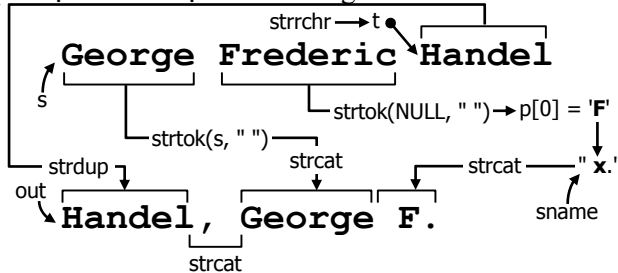 strrchr t
George Frederic Handel
s
strtok(NULL, " ") p[0] = 'F'
strtok(s, " ")
strdup strcat strcat " x.'
out
Handel, George F.
sname
strcat